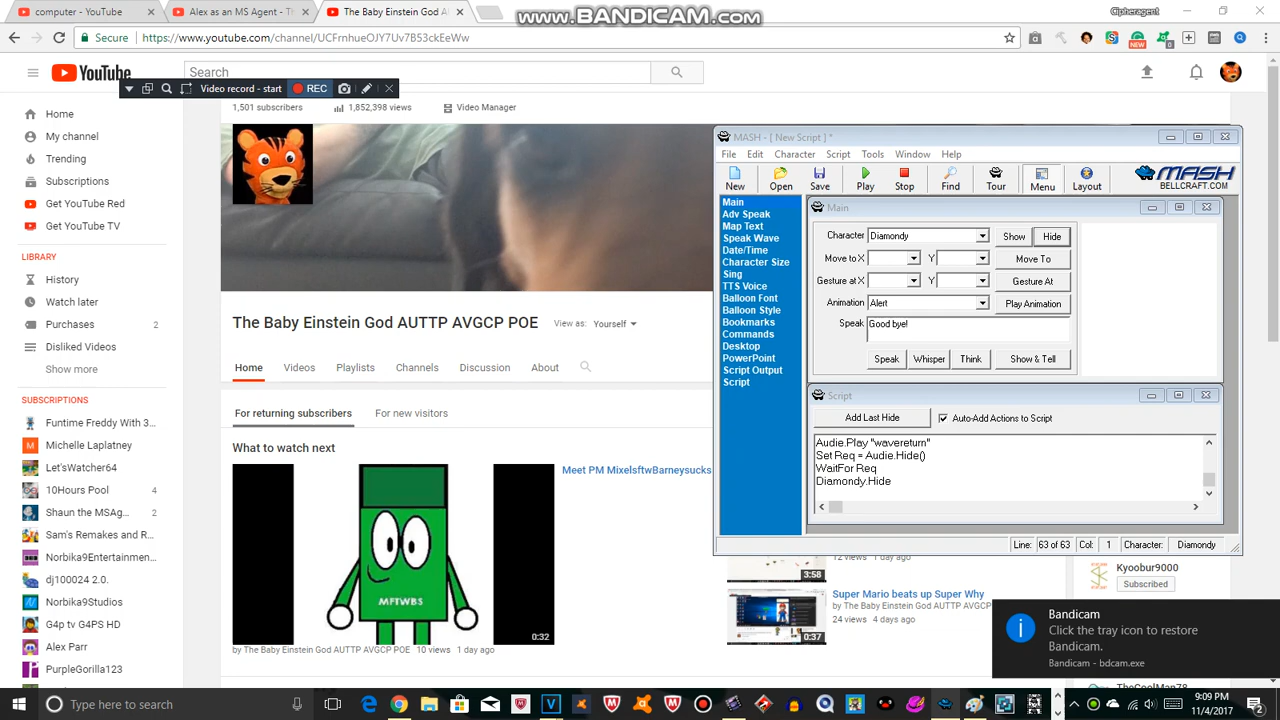 computer - YouTube
Alex as MS Agent - Th
The Baby Einstein God A
www.BANDICAM.com
Cipheragent
Secure
https://www.youtube.com/channel/UCFrnhueOJY7Uv7B53ckEeWw
NEW
0
YouTube
Search
Video record - start
REC
1,501 subscribers
1,852,398 views
Video Manager
Home
My channel
Trending
Subscriptions
Get YouTube Red
Get YouTube TV
LIBRARY
History
Watch later
Purchases 2
Disliked Videos
Show more
SUBSCRIPTIONS
Funtime Freddy With 3...
Michelle Laplatney
Let'sWatcher64
10Hours Pool 4
Shaun the MSAg... 2
Sam's Remakes and R...
Norbika9Entertainmen...
dj100024 2.0.
Norbika9Studios
G4p tv G4PS HD
Alex Parr
PurpleGorilla123
The Baby Einstein God AUTTP AVGCP POE
View as: Yourself
Home
Videos
Playlists
Channels
Discussion
About
For returning subscribers
For new visitors
What to watch next
Meet PM MixelsftwBarneysucks
MFTWBS
0:32
by The Baby Einstein God AUTTP AVGCP POE 10 views 1 day ago
MASH - [ New Script ] *
File
Edit
Character
Script
Tools
Window
Help
New
Open
Save
Play
Stop
Find
Tour
Menu
Layout
MASH
BELLCRAFT.COM
Main
Adv Speak
Map Text
Speak Wave
Date/Time
Character Size
Sing
TTS Voice
Balloon Font
Balloon Style
Bookmarks
Commands
Desktop
PowerPoint
Script Output
Script
Main
Character Diamondy
Show
Hide
Move to X
Y
Move To
Gesture at X
Y
Gesture At
Animation Alert
Play Animation
Speak Good bye!
Speak
Whisper
Think
Show & Tell
Script
Add Last Hide
Auto-Add Actions to Script
Audie.Play "wavereturn"
Set Req = Audie.Hide()
WaitFor Req
Diamondy.Hide
Line: 63 of 63 Col: 1 Character: Diamondy
12 views 1 day ago
3:58
Super Mario beats up Super Why
by The Baby Einstein God AUTTP AVGCP POE
24 views 4 days ago
0:37
Kyoobur9000
Subscribed
TheCoolMan78
Bandicam
Click the tray icon to restore
Bandicam.
Bandicam - bdcam.exe
Type here to search
9:09 PM
11/4/2017